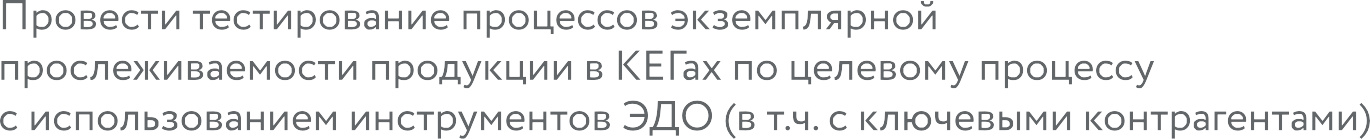 Провести тестирование процессов экземплярной
прослеживаемости продукции в КЕГах по целевому процессу
с использованием инструментов ЭДО (в т.ч. с ключевыми контрагентами)